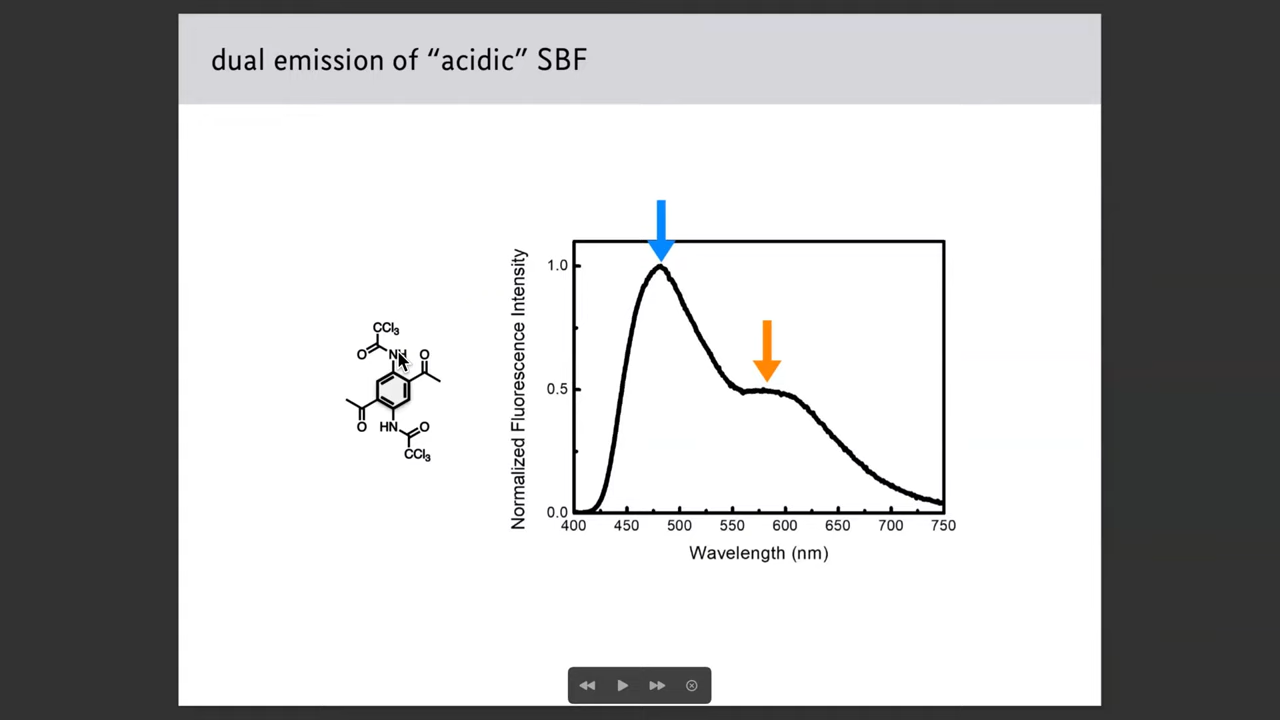 dual emission of “acidic” SBF
CCl3
O
NH
O
O
HN
O
CCl3
Normalized Fluorescence Intensity
1.0
0.5
0.0
400 450 500 550 600 650 700 750
Wavelength (nm)